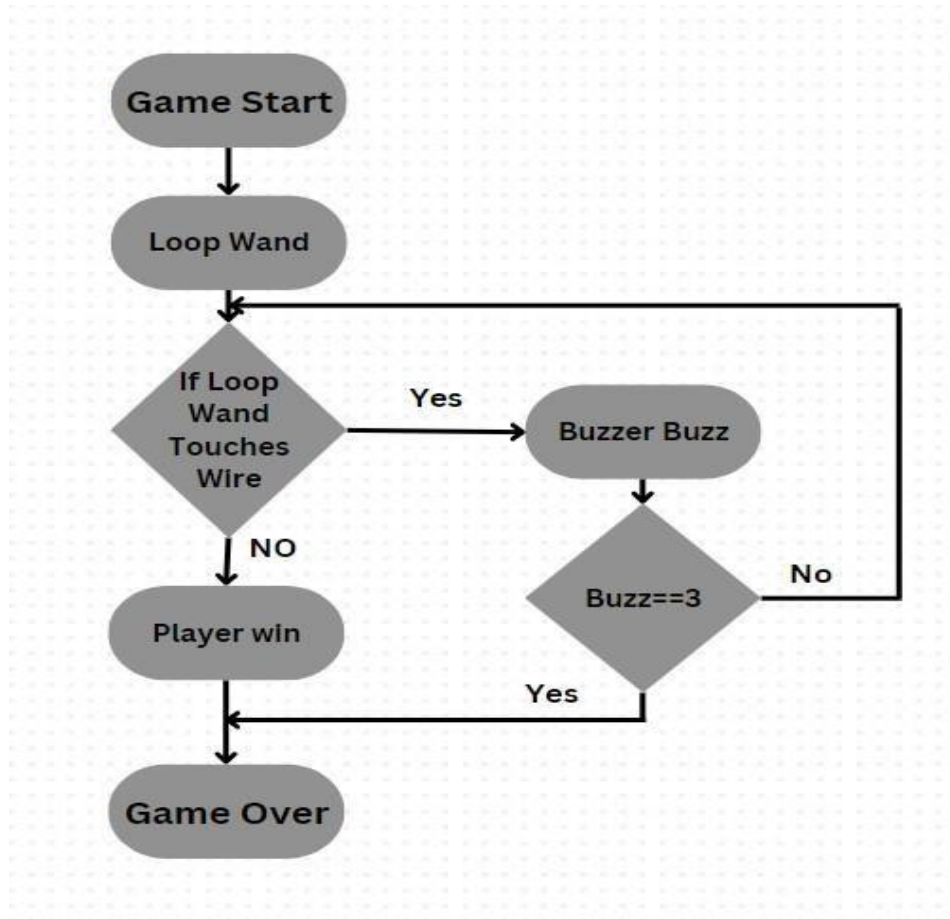 Game Start
Loop Wand
If Loop
Wand
Touches
Wire
Yes
Buzzer Buzz
NO
Buzz==3
No
Player win
Yes
Game Over